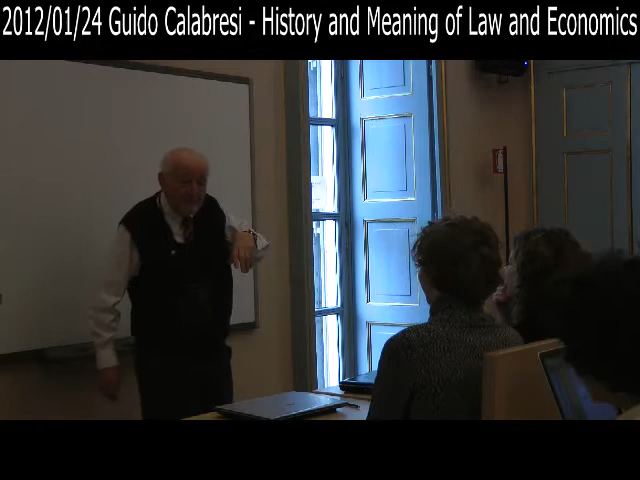 2012/01/24 Guido Calabresi - History and Meaning of Law and Economics